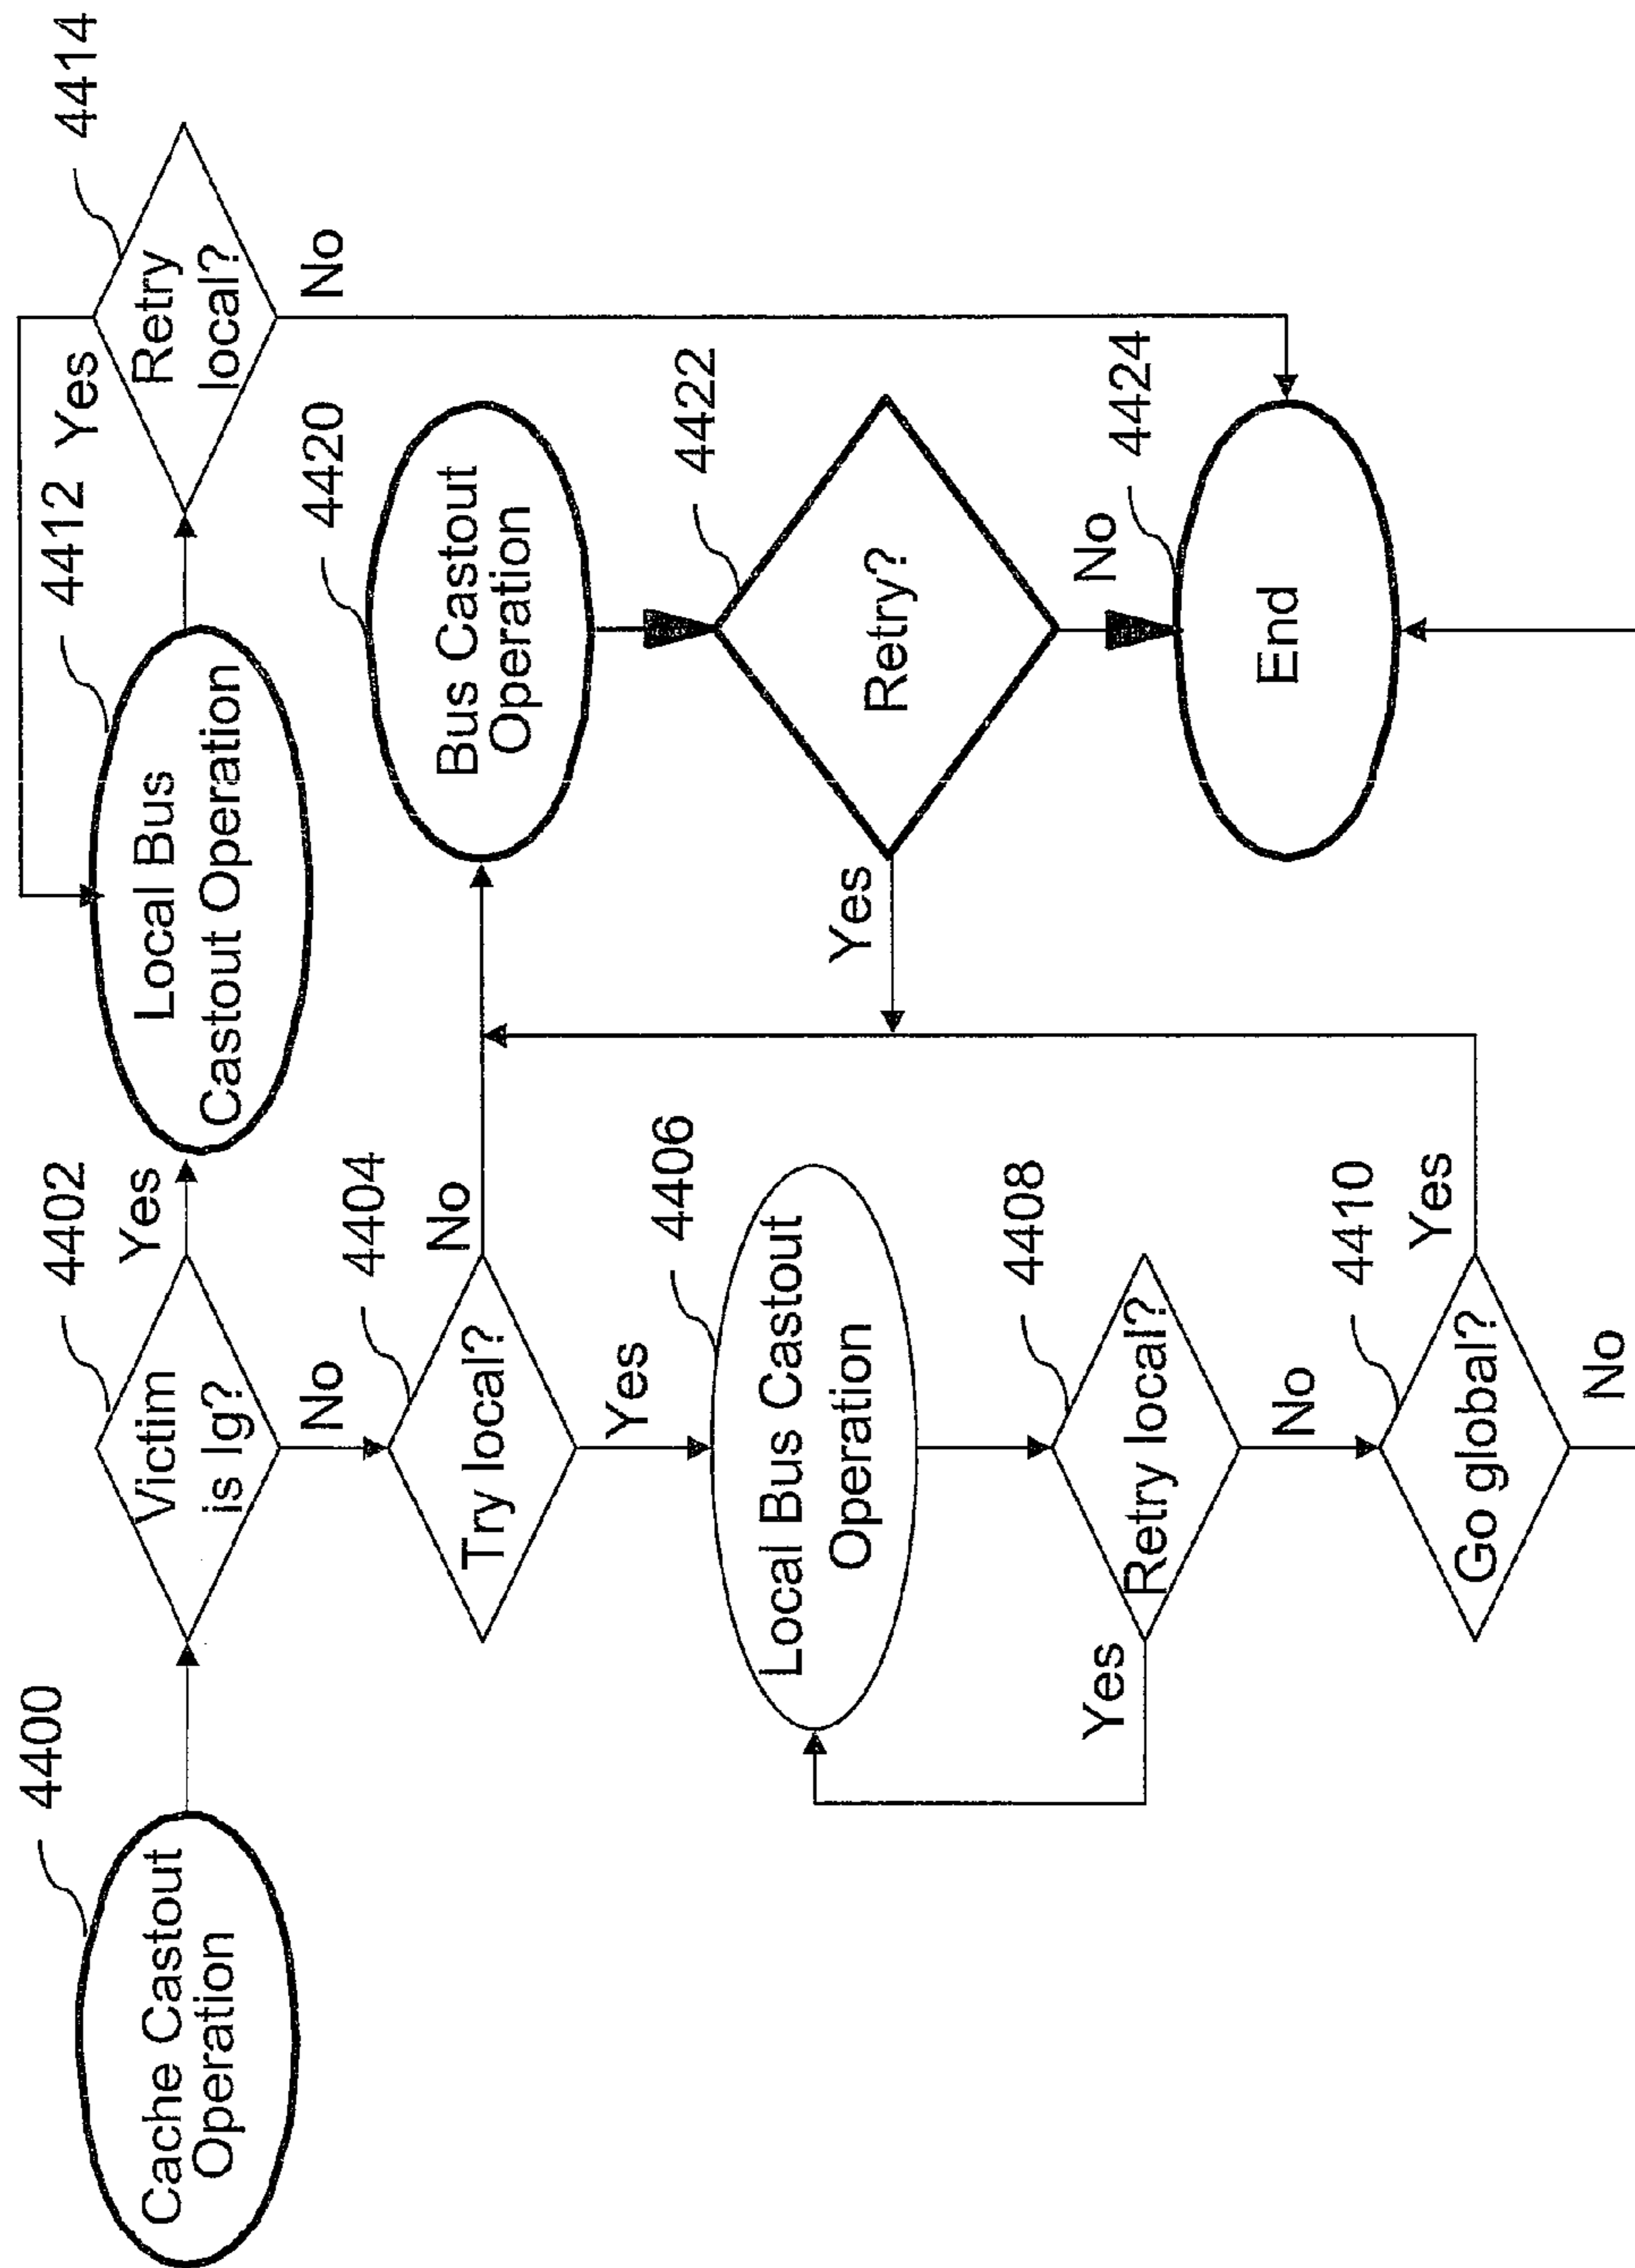 4400
Cache Castout
Operation
4402
Victim
is Ig?
Yes
No
4412
Local Bus
Castout Operation
4414
Retry
local?
Yes
No
4404
Try local?
No
Yes
4406
Local Bus Castout
Operation
4408
Retry local?
Yes
No
4410
Go global?
Yes
No
4420
Bus Castout
Operation
4422
Retry?
Yes
No
4424
End